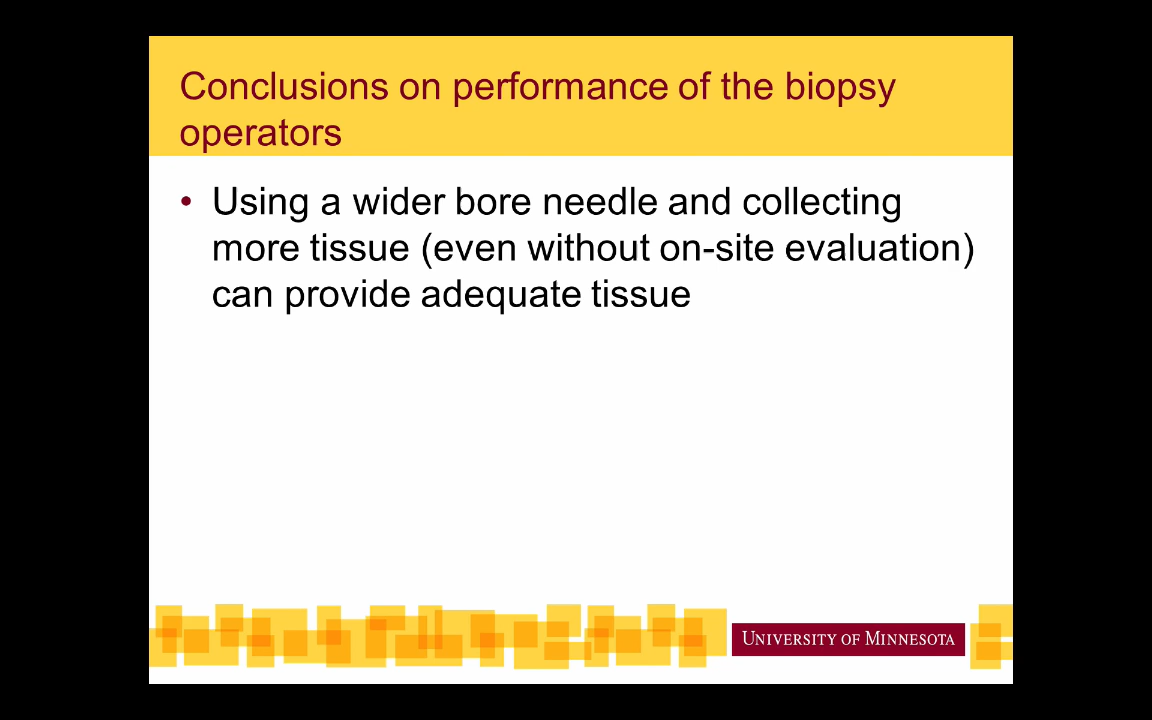 Conclusions on performance of the biopsy
operators
• Using a wider bore needle and collecting
more tissue (even without on-site evaluation)
can provide adequate tissue
UNIVERSITY OF MINNESOTA